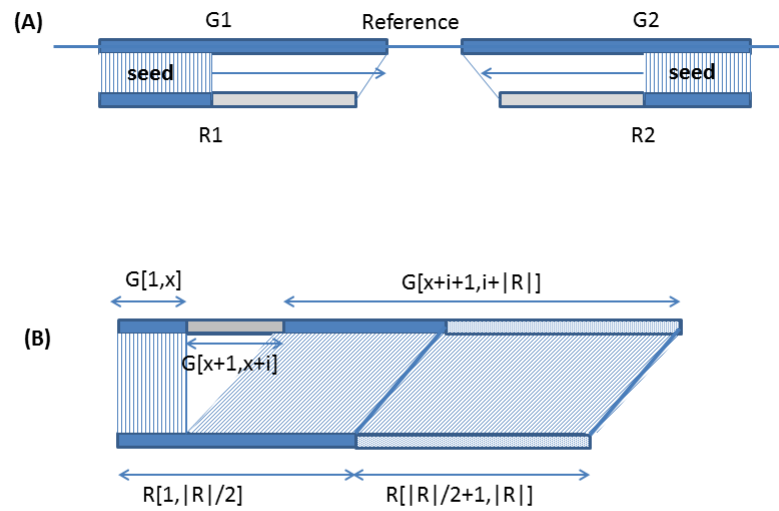 (A)
G1 Reference G2
seed seed
R1 R2
G[1,x] G[x+i+1,i+|R|]
(B)
G[x+1,x+i]
R[1,|R|/2] R[|R|/2+1,|R|]